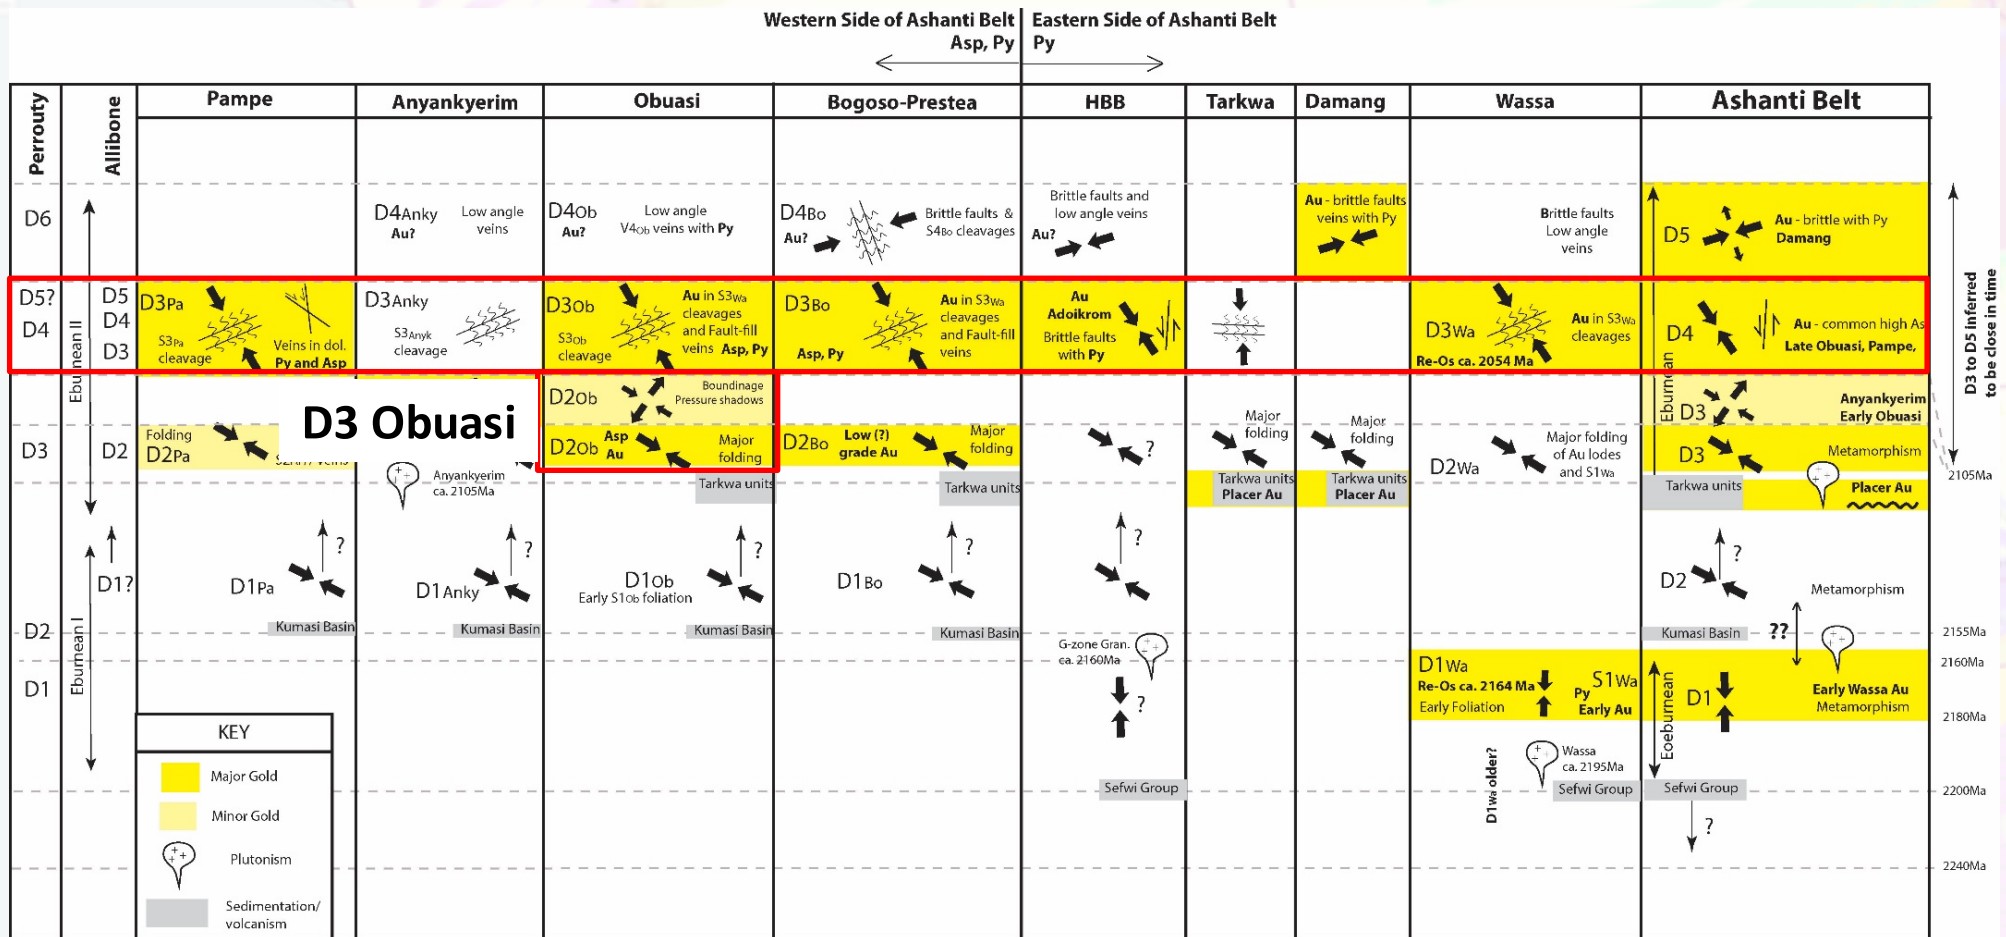 Western Side of Ashanti Belt
Asp, Py
Eastern Side of Ashanti Belt
Py
Perrouty
Allibone
Pampe
Anyankyerim
Obuasi
Bogoso-Prestea
HBB
Tarkwa
Damang
Wassa
Ashanti Belt
D6
D4Anky
Au?
Low angle
veins
D4Ob
Au?
Low angle
V4Ob veins with Py
D4Bo
Au?
Brittle faults &
S4Bo cleavages
Brittle faults and
low angle veins
Au?
Au - brittle faults
veins with Py
Brittle faults
Low angle
veins
D5
Au - brittle with Py
Damang
D5?
D4
D5
D4
D3
Eburnean II
D3Pa
S3Pa
cleavage
Veins in dol.
Py and Asp
D3Anky
S3Anyk
cleavage
D3Ob
S3Ob
cleavage
Au in S3Wa
cleavages
and Fault-fill
veins Asp, Py
D3Bo
Asp, Py
Au in S3Wa
cleavages
and Fault-fill
veins
Au
Adoikrom
Brittle faults
with Py
D3Wa
Au in S3Wa
cleavages
Re-Os ca. 2054 Ma
D4
Au - common high As
Late Obuasi, Pampe,
D3 to D5 inferred
to be close in time
D3 Obuasi
D2Ob
Boundinage
Pressure shadows
Eburnean
D3
Anyankyerim
Early Obuasi
D3
D2
Folding
D2Pa
D2Ob
Asp
Au
Major
folding
D2Bo
Low (?)
grade Au
Major
folding
?
Major
folding
Major
folding
D2Wa
Major folding
of Au lodes
and S1Wa
D3
Metamorphism
2105Ma
Anyankyerim
ca. 2105Ma
Tarkwa units
Tarkwa units
Tarkwa units
Placer Au
Tarkwa units
Placer Au
Tarkwa units
Placer Au
D1?
?
D1Pa
?
D1Anky
?
D1Ob
Early S1Ob foliation
?
D1Bo
?
?
D2
Metamorphism
D2
Eburnean I
Kumasi Basin
Kumasi Basin
Kumasi Basin
Kumasi Basin
Kumasi Basin
??
2155Ma
G-zone Gran.
ca. 2160Ma
2160Ma
D1
?
D1Wa
Re-Os ca. 2164 Ma
Early Foliation
S1Wa
Py
Early Au
Eoeburnean
D1
Early Wassa Au
Metamorphism
2180Ma
D1Wa older?
Wassa
ca. 2195Ma
Sefwi Group
Sefwi Group
Sefwi Group
2200Ma
?
2240Ma
KEY
Major Gold
Minor Gold
Plutonism
Sedimentation/
volcanism